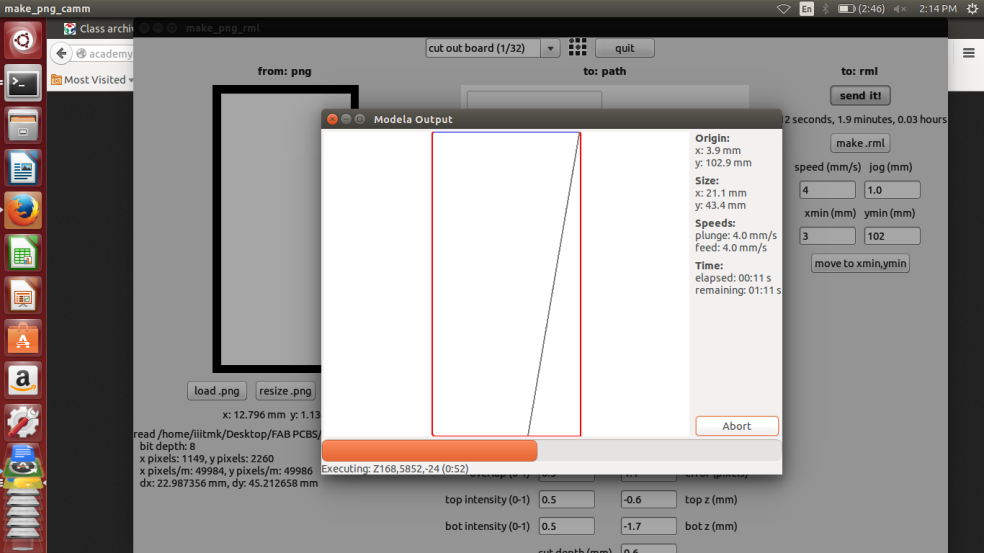 make_png_camm
En
(2:46)
2:14 PM
Class archiv
make_png_rml
academy
Most Visited
cut out board (1/32)
quit
from: png
to: path
to: rml
send it!
2 seconds, 1.9 minutes, 0.03 hours
make .rml
speed (mm/s) jog (mm)
4 1.0
xmin (mm) ymin (mm)
3 102
move to xmin,ymin
Modela Output
Origin:
x: 3.9 mm
y: 102.9 mm
Size:
x: 21.1 mm
y: 43.4 mm
Speeds:
plunge: 4.0 mm/s
feed: 4.0 mm/s
Time:
elapsed: 00:11 s
remaining: 01:11 s
Abort
Executing: Z168,5852,-24 (0:52)
load .png resize .png
x: 12.796 mm y: 1.13
read /home/iiitmk/Desktop/FAB PCBS/
bit depth: 8
x pixels: 1149, y pixels: 2260
x pixels/m: 49984, y pixels/m: 49986
dx: 22.987356 mm, dy: 45.212658 mm
top intensity (0-1) 0.5 -0.6 top z (mm)
bot intensity (0-1) 0.5 -1.7 bot z (mm)
cut depth (mm) 0.6